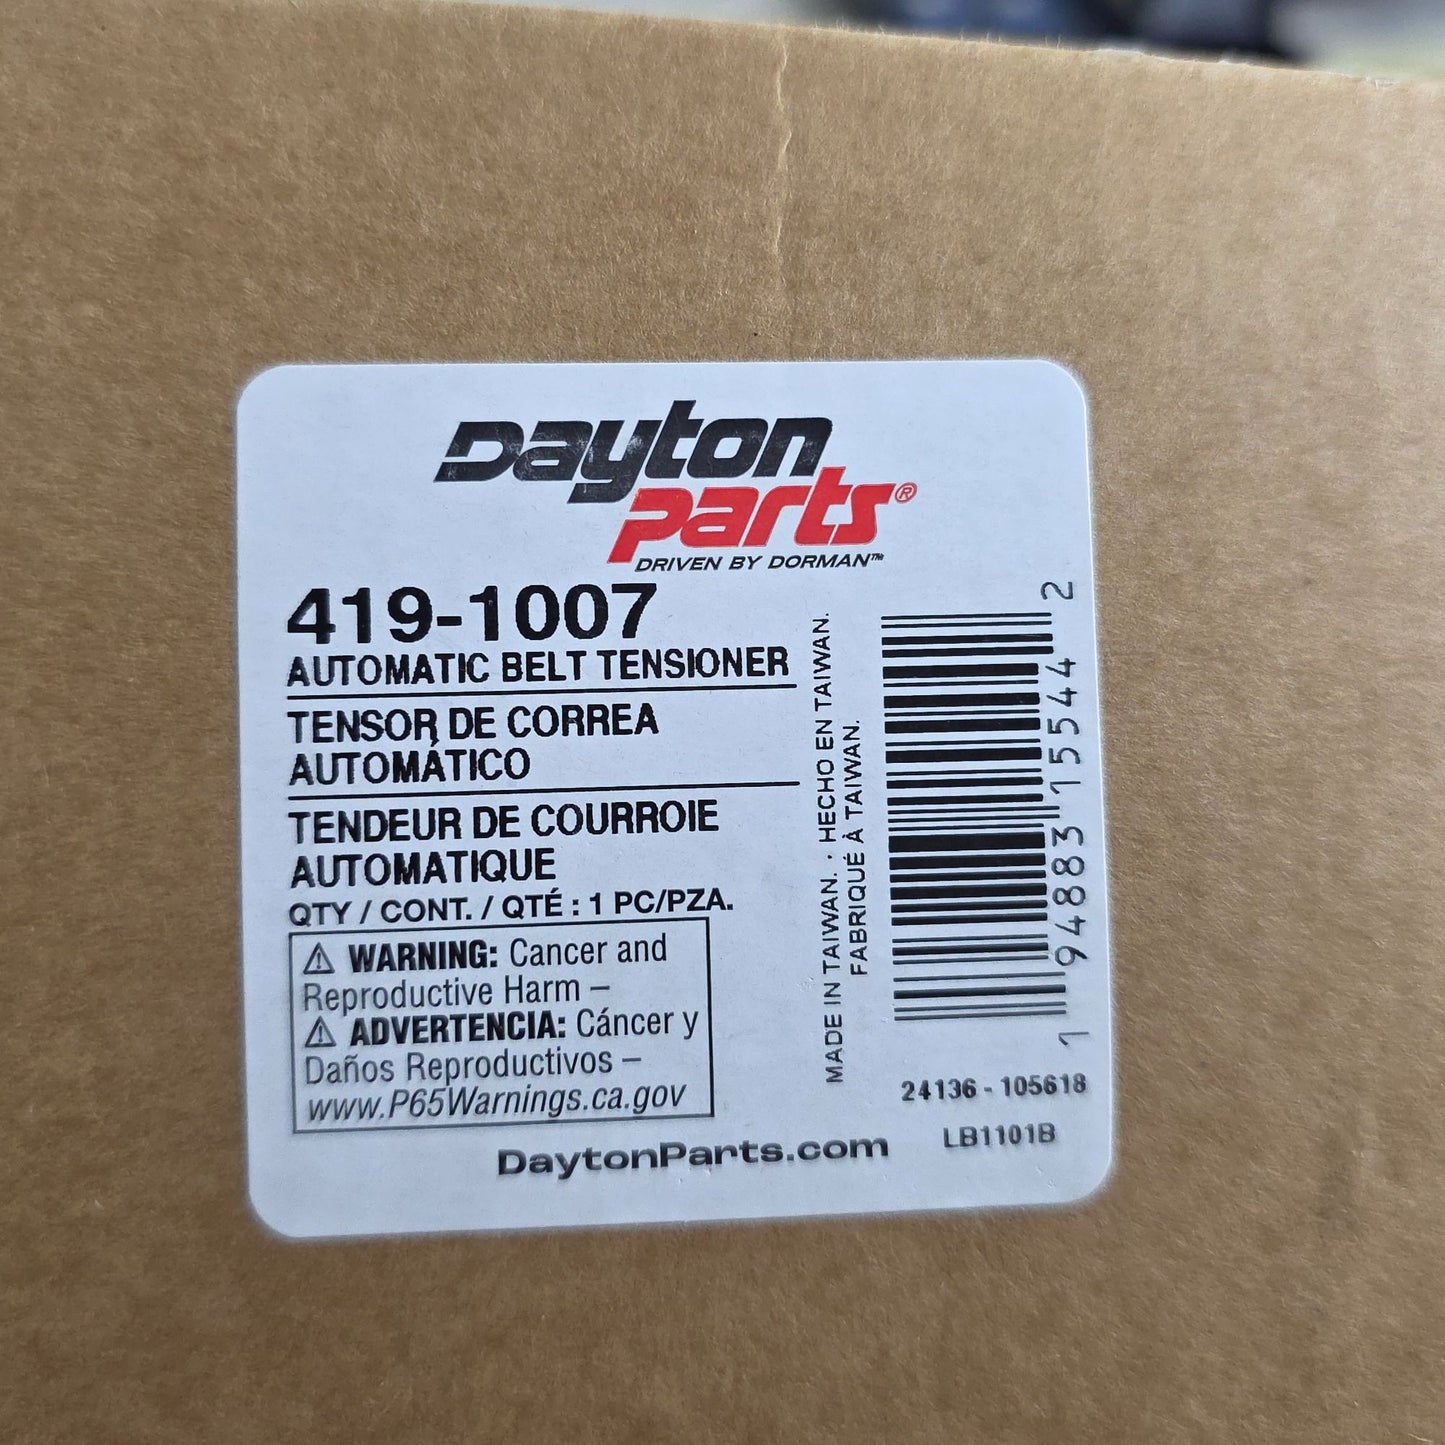 Dayton
parts®
DRIVEN BY DORMAN™
419-1007
AUTOMATIC BELT TENSIONER
TENSOR DE CORREA
AUTOMÁTICO
TENDEUR DE COURROIE
AUTOMATIQUE
QTY / CONT. / QTÉ : 1 PC/PZA.
⚠ WARNING: Cancer and
Reproductive Harm –
⚠ ADVERTENCIA: Cáncer y
Daños Reproductivos –
www.P65Warnings.ca.gov
MADE IN TAIWAN. · HECHO EN TAIWAN.
FABRIQUÉ À TAIWAN.
1 94883 15544 2
24136 - 105618
LB1101B
DaytonParts.com